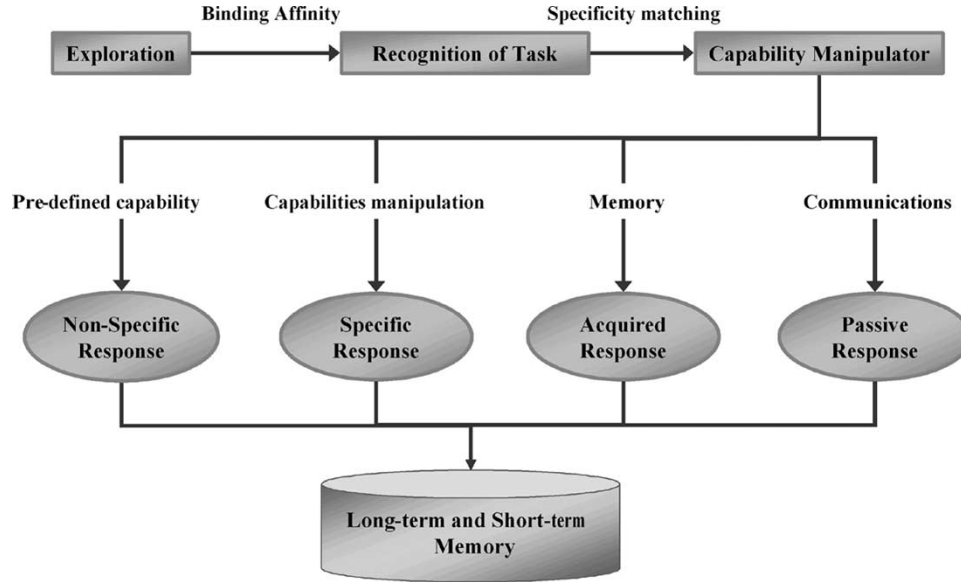 Binding Affinity
Specificity matching
Exploration
Recognition of Task
Capability Manipulator
Pre-defined capability
Capabilities manipulation
Memory
Communications
Non-Specific
Response
Specific
Response
Acquired
Response
Passive
Response
Long-term and Short-term
Memory